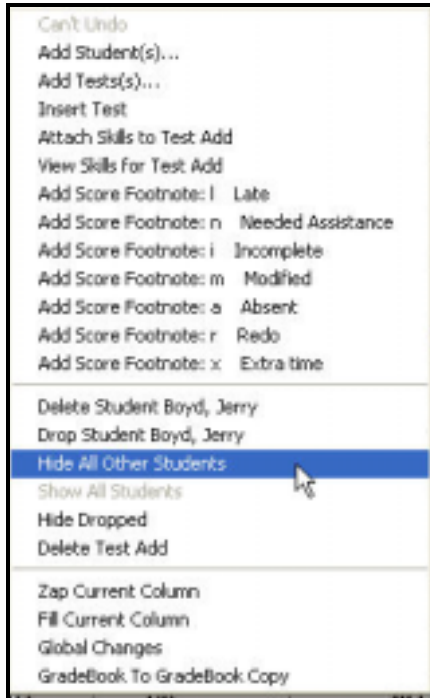 Can't Undo
Add Student(s)...
Add Tests(s)...
Insert Test
Attach Skills to Test Add
View Skills for Test Add
Add Score Footnote: l Late
Add Score Footnote: n Needed Assistance
Add Score Footnote: i Incomplete
Add Score Footnote: m Modified
Add Score Footnote: a Absent
Add Score Footnote: r Redo
Add Score Footnote: x Extra time
Delete Student Boyd, Jerry
Drop Student Boyd, Jerry
Hide All Other Students
Show All Students
Hide Dropped
Delete Test Add
Zap Current Column
Fill Current Column
Global Changes
GradeBook To GradeBook Copy